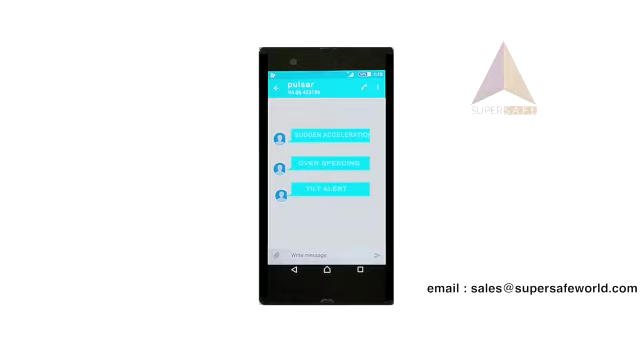 pulsar
SUDDEN ACCELERATION
OVER SPEEDING
TILT ALERT
Write message
SUPERSAFE
email : sales@supersafeworld.com